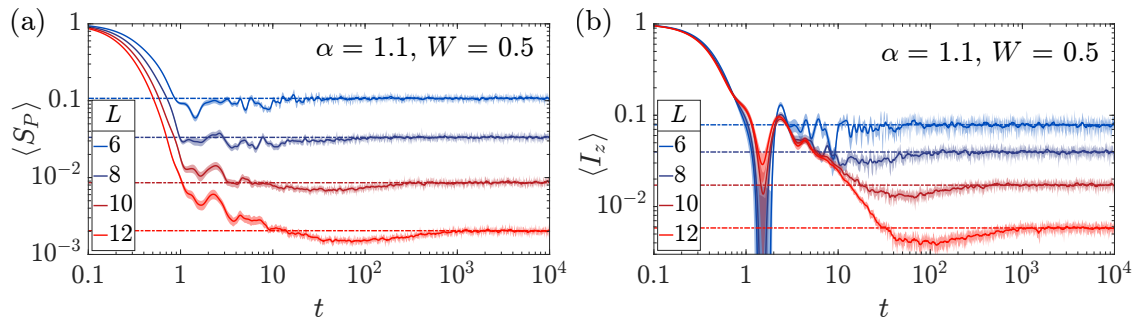 (a)
α = 1.1, W = 0.5
⟨S_P⟩
1
0.1
10^−2
10^−3
L
6
8
10
12
0.1 1 10 10^2 10^3 10^4
t
(b)
α = 1.1, W = 0.5
⟨I_z⟩
1
0.1
10^−2
L
6
8
10
12
0.1 1 10 10^2 10^3 10^4
t